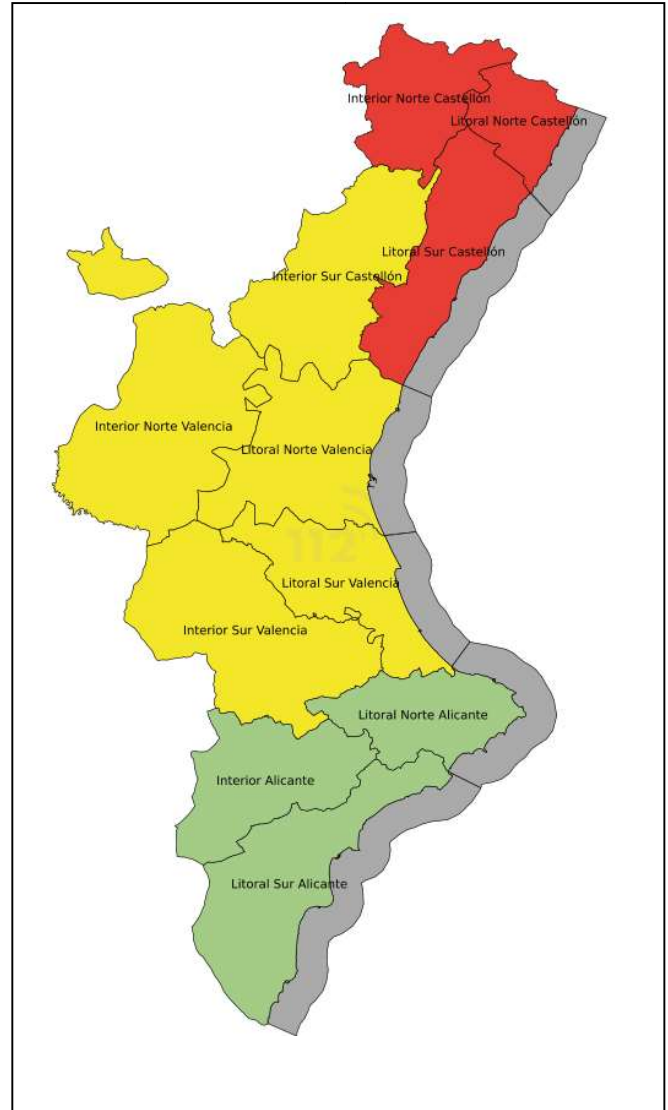 Interior Norte Castellón
Litoral Norte Castellón
Litoral Sur Castellón
Interior Sur Castellón
Interior Norte Valencia
Litoral Norte Valencia
112
Litoral Sur Valencia
Interior Sur Valencia
Litoral Norte Alicante
Interior Alicante
Litoral Sur Alicante